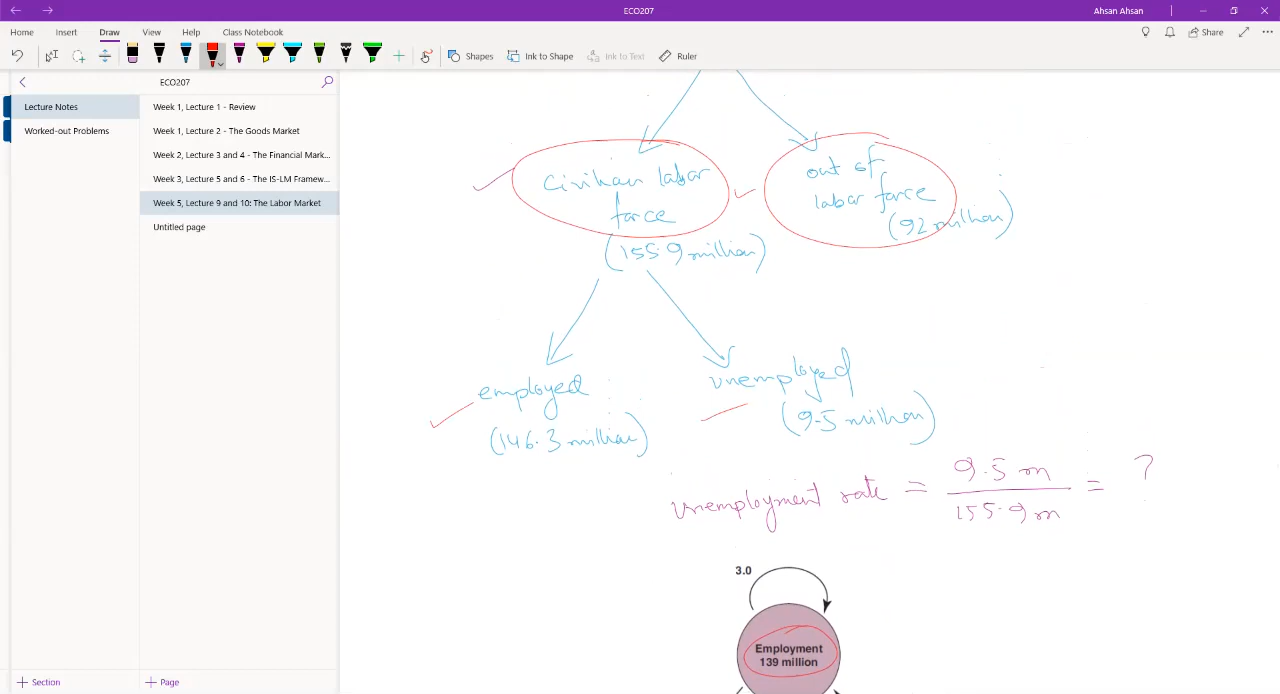 ECO207
Ahsan Ahsan
Home Insert Draw View Help Class Notebook
Share
Shapes Ink to Shape Ink to Text Ruler
ECO207
Lecture Notes
Worked-out Problems
Week 1, Lecture 1 - Review
Week 1, Lecture 2 - The Goods Market
Week 2, Lecture 3 and 4 - The Financial Mark...
Week 3, Lecture 5 and 6 - The IS-LM Framew...
Week 5, Lecture 9 and 10: The Labor Market
Untitled page
civilian labor
force
(155.9 million)
out of
labor force
(92 million)
employed
(146.3 million)
unemployed
(9.5 million)
unemployment rate = 9.5 m
155.9 m
= ?
3.0
Employment
139 million
Section
Page